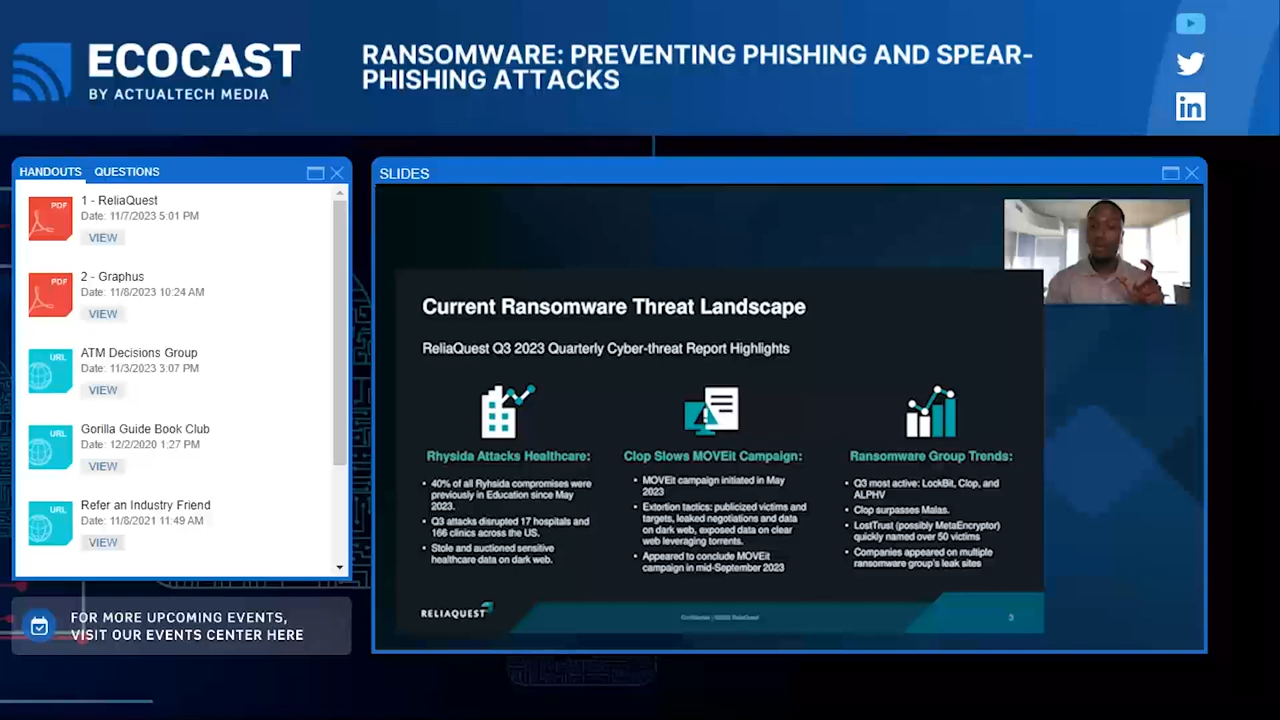 ECOCAST
BY ACTUALTECH MEDIA
RANSOMWARE: PREVENTING PHISHING AND SPEAR-
PHISHING ATTACKS
HANDOUTS QUESTIONS
PDF
1 - ReliaQuest
Date: 11/7/2023 5:01 PM
VIEW
PDF
2 - Graphus
Date: 11/6/2023 10:24 AM
VIEW
URL
ATM Decisions Group
Date: 11/3/2023 3:07 PM
VIEW
URL
Gorilla Guide Book Club
Date: 12/2/2020 1:27 PM
VIEW
URL
Refer an Industry Friend
Date: 11/8/2021 11:49 AM
VIEW
FOR MORE UPCOMING EVENTS,
VISIT OUR EVENTS CENTER HERE
SLIDES
Current Ransomware Threat Landscape
ReliaQuest Q3 2023 Quarterly Cyber-threat Report Highlights
Rhysida Attacks Healthcare:
• 40% of all Ryhsida compromises were
previously in Education since May
2023.
• Q3 attacks disrupted 17 hospitals and
166 clinics across the US.
• Stole and auctioned sensitive
healthcare data on dark web.
Clop Slows MOVEit Campaign:
• MOVEit campaign initiated in May
2023
• Extortion tactics: publicized victims and
targets, leaked negotiations and data
on dark web, exposed data on clear
web leveraging torrents.
• Appeared to conclude MOVEit
campaign in mid-September 2023
Ransomware Group Trends:
• Q3 most active: LockBit, Clop, and
ALPHV
• Clop surpasses Malas.
• LostTrust (possibly MetaEncryptor)
quickly named over 50 victims
• Companies appeared on multiple
ransomware group's leak sites
RELIAQUEST
Confidential | ©2023 ReliaQuest
3